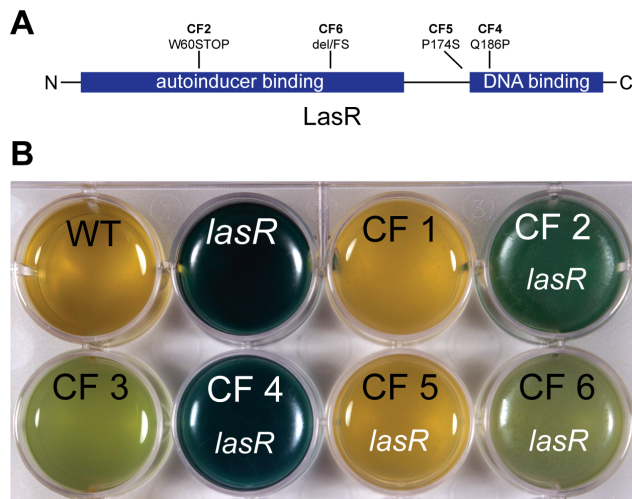 A
CF2
W60STOP
CF6
del/FS
CF5
P174S
CF4
Q186P
N
autoinducer binding
DNA binding
C
LasR
B
WT
lasR
CF 1
CF 2
lasR
CF 3
CF 4
lasR
CF 5
lasR
CF 6
lasR